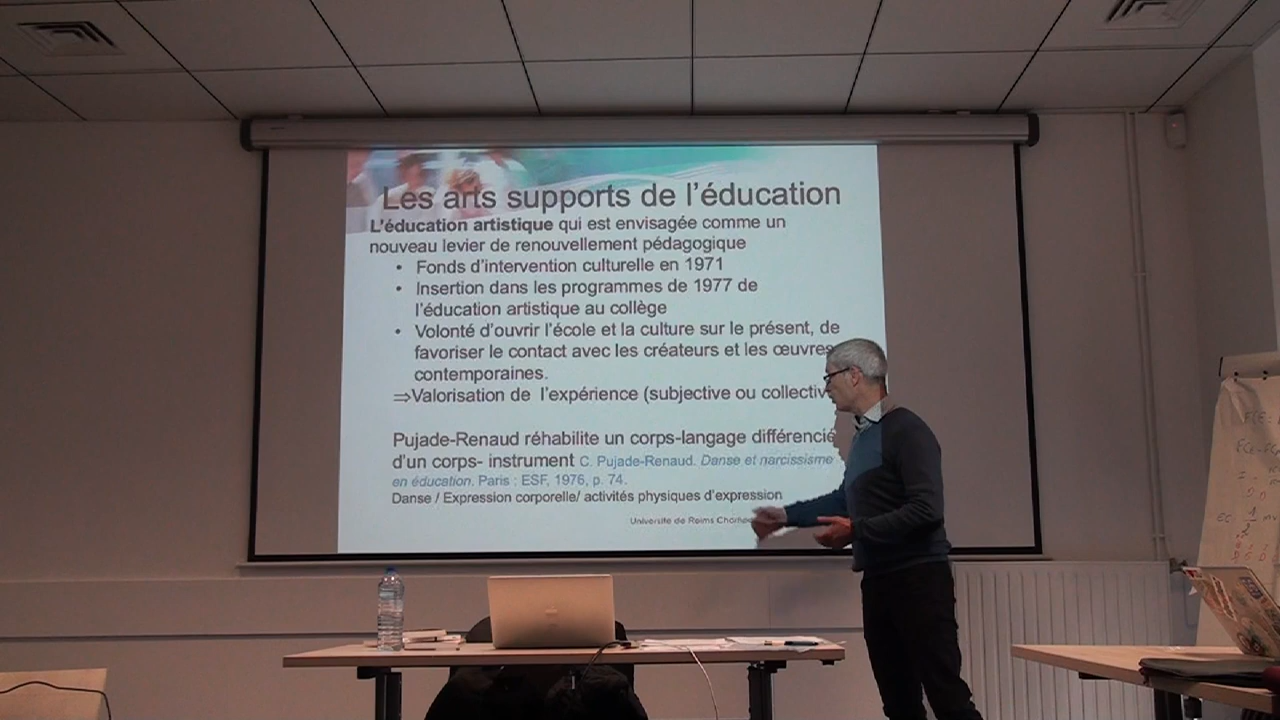 Les arts supports de l'éducation
L'éducation artistique qui est envisagée comme un
nouveau levier de renouvellement pédagogique
• Fonds d'intervention culturelle en 1971
• Insertion dans les programmes de 1977 de
l'éducation artistique au collège
• Volonté d'ouvrir l'école et la culture sur le présent, de
favoriser le contact avec les créateurs et les œuvres
contemporaines.
⇒Valorisation de l'expérience (subjective ou collectiv
Pujade-Renaud réhabilite un corps-langage différencié
d'un corps- instrument C. Pujade-Renaud. Danse et narcissisme
en éducation. Paris : ESF, 1976, p. 74.
Danse / Expression corporelle/ activités physiques d'expression
Université de Reims